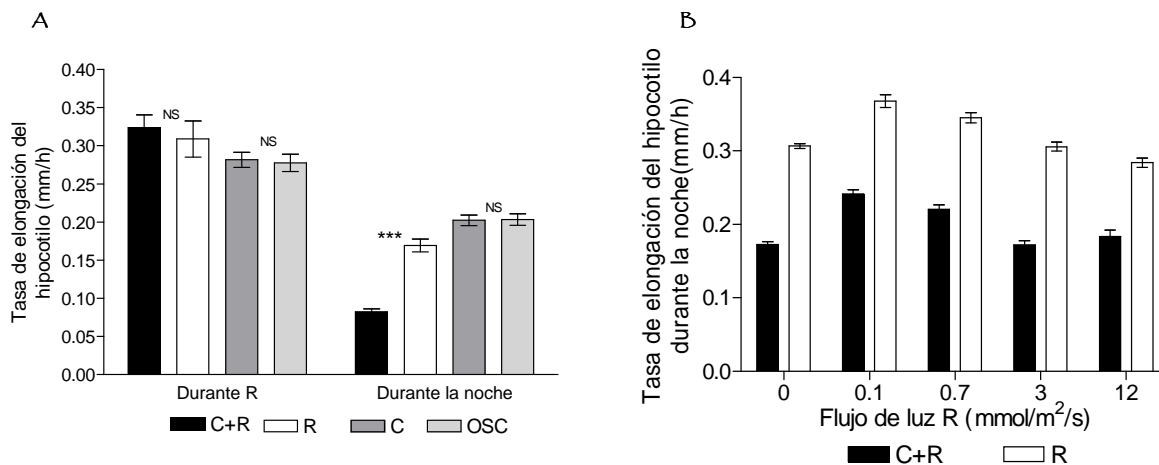 A
Tasa de elongación del
hipocotilo (mm/h)
0.40
0.35
0.30
0.25
0.20
0.15
0.10
0.05
0.00
NS
NS
***
NS
Durante R
Durante la noche
C+R
R
C
OSC
B
Tasa de elongación del hipocotilo
durante la noche(mm/h)
0.4
0.3
0.2
0.1
0.0
0
0.1
0.7
3
12
Flujo de luz R (mmol/m²/s)
C+R
R